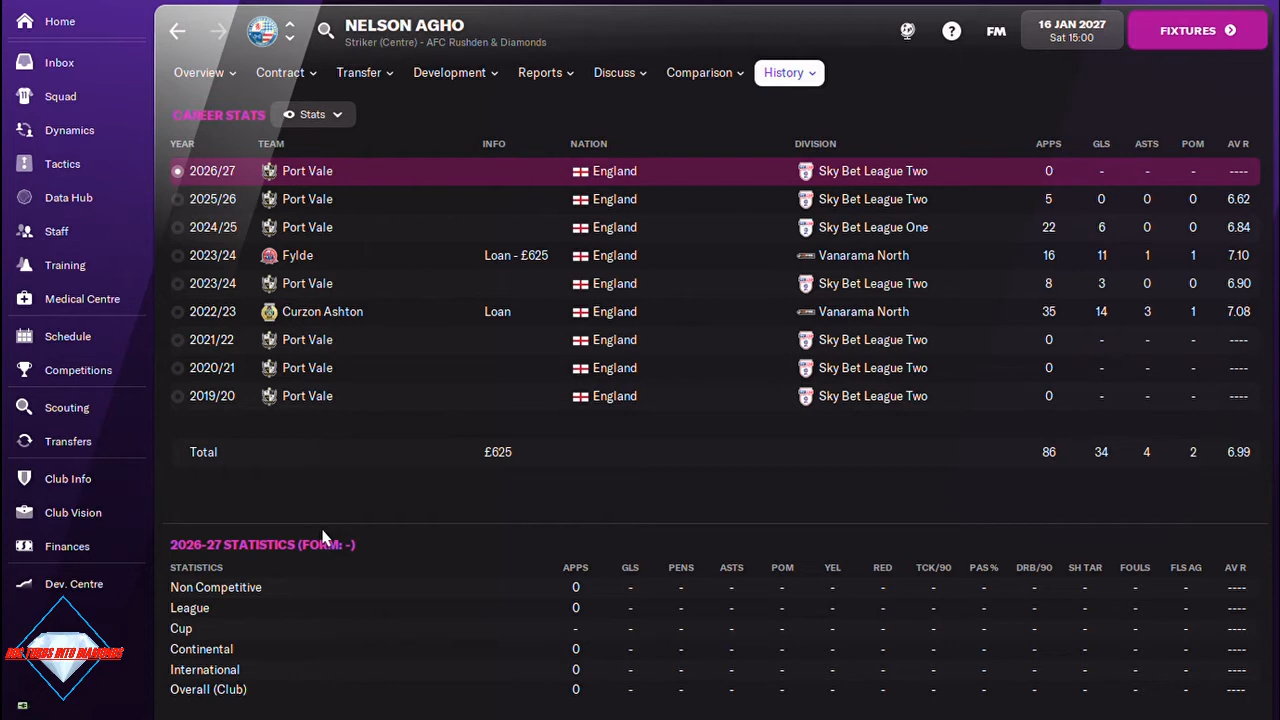 Home
Inbox
Squad
Dynamics
Tactics
Data Hub
Staff
Training
Medical Centre
Schedule
Competitions
Scouting
Transfers
Club Info
Club Vision
Finances
Dev. Centre
NELSON AGHO
Striker (Centre) - AFC Rushden & Diamonds
? FM
16 JAN 2027
Sat 15:00
FIXTURES
Overview Contract Transfer Development Reports Discuss Comparison History
CAREER STATS Stats
YEAR TEAM INFO NATION DIVISION APPS GLS ASTS POM AV R
2026/27 Port Vale England Sky Bet League Two 0 - - - ----
2025/26 Port Vale England Sky Bet League Two 5 0 0 0 6.62
2024/25 Port Vale England Sky Bet League One 22 6 0 0 6.84
2023/24 Fylde Loan - £625 England Vanarama North 16 11 1 1 7.10
2023/24 Port Vale England Sky Bet League Two 8 3 0 0 6.90
2022/23 Curzon Ashton Loan England Vanarama North 35 14 3 1 7.08
2021/22 Port Vale England Sky Bet League Two 0 - - - ----
2020/21 Port Vale England Sky Bet League Two 0 - - - ----
2019/20 Port Vale England Sky Bet League Two 0 - - - ----
Total £625 86 34 4 2 6.99
2026-27 STATISTICS (FORM: -)
STATISTICS APPS GLS PENS ASTS POM YEL RED TCK/90 PAS % DRB/90 SH TAR FOULS FLS AG AV R
Non Competitive 0 - - - - - - - - - - - - ----
League 0 - - - - - - - - - - - - ----
Cup - - - - - - - - - - - - - ----
Continental 0 - - - - - - - - - - - - ----
International 0 - - - - - - - - - - - - ----
Overall (Club) 0 - - - - - - - - - - - - ----